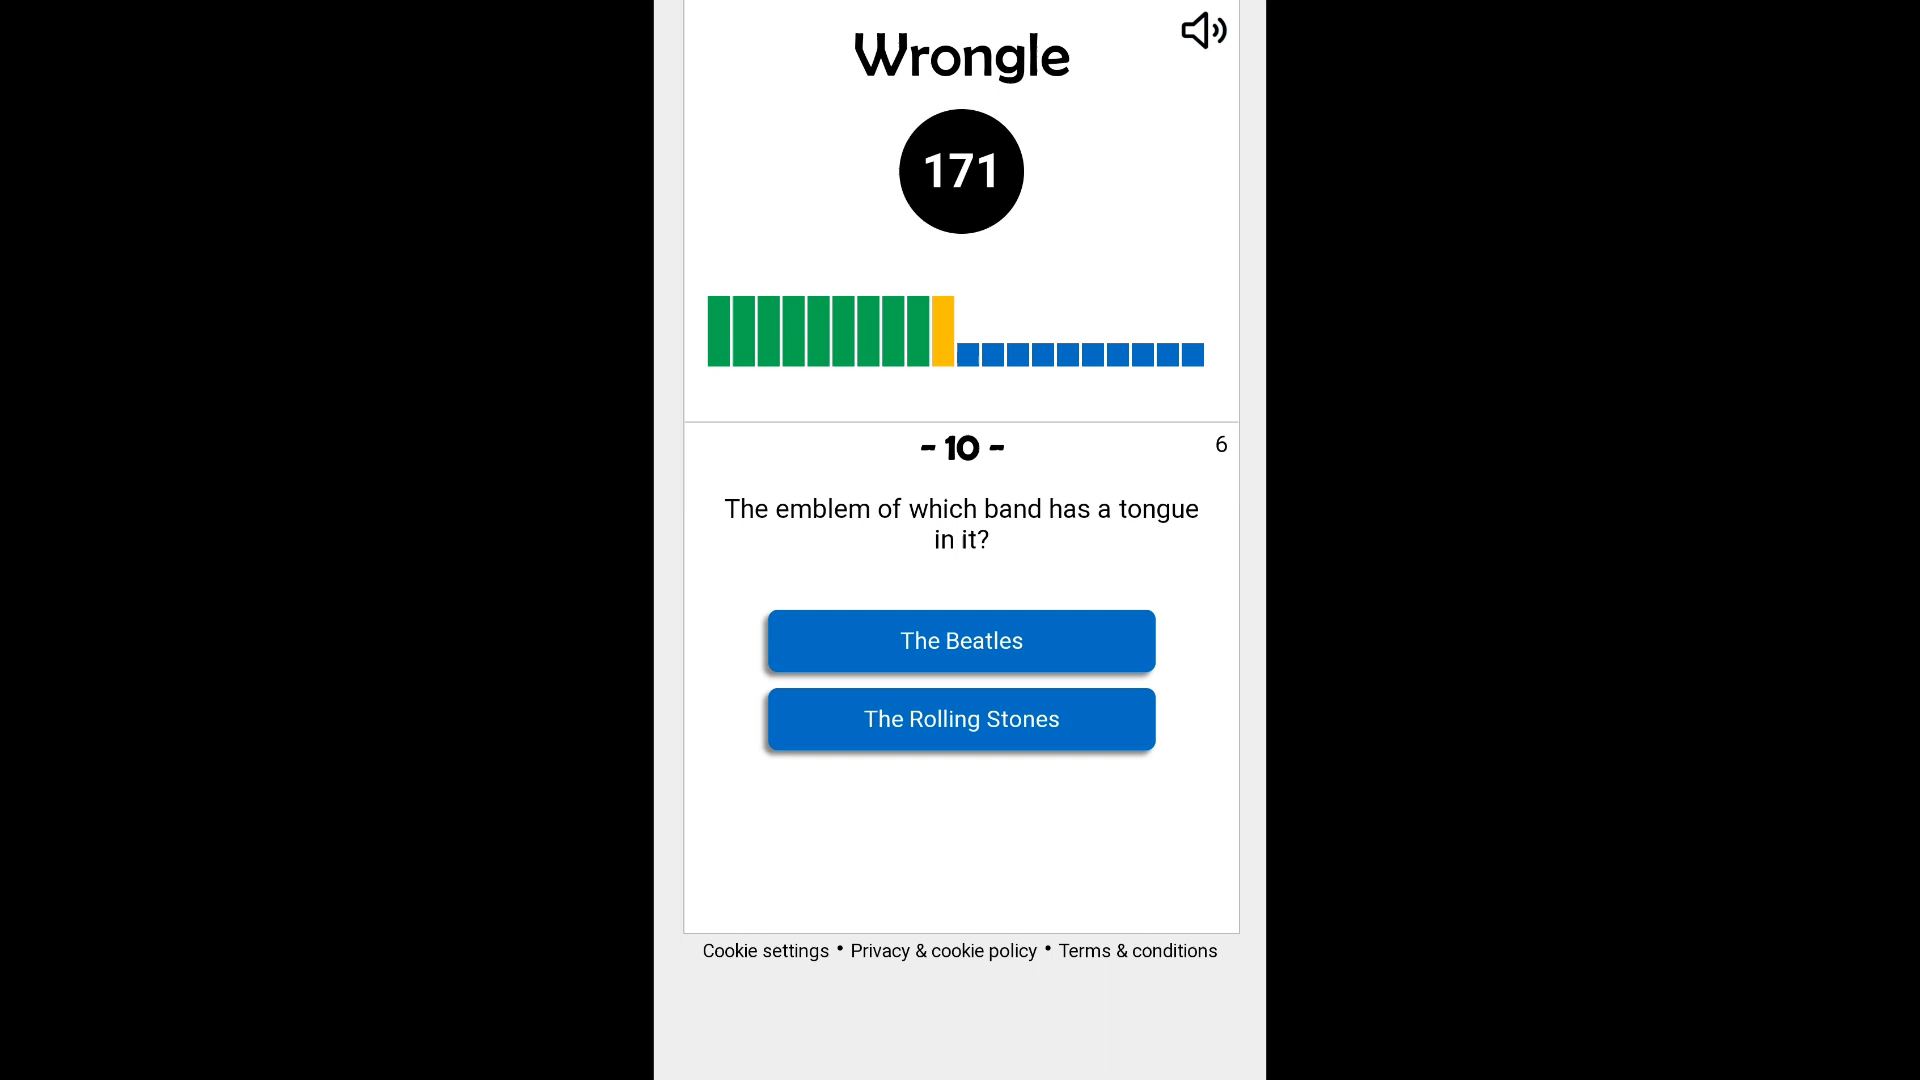 Wrongle
171
- 10 -
6
The emblem of which band has a tongue
in it?
The Beatles
The Rolling Stones
Cookie settings • Privacy & cookie policy • Terms & conditions